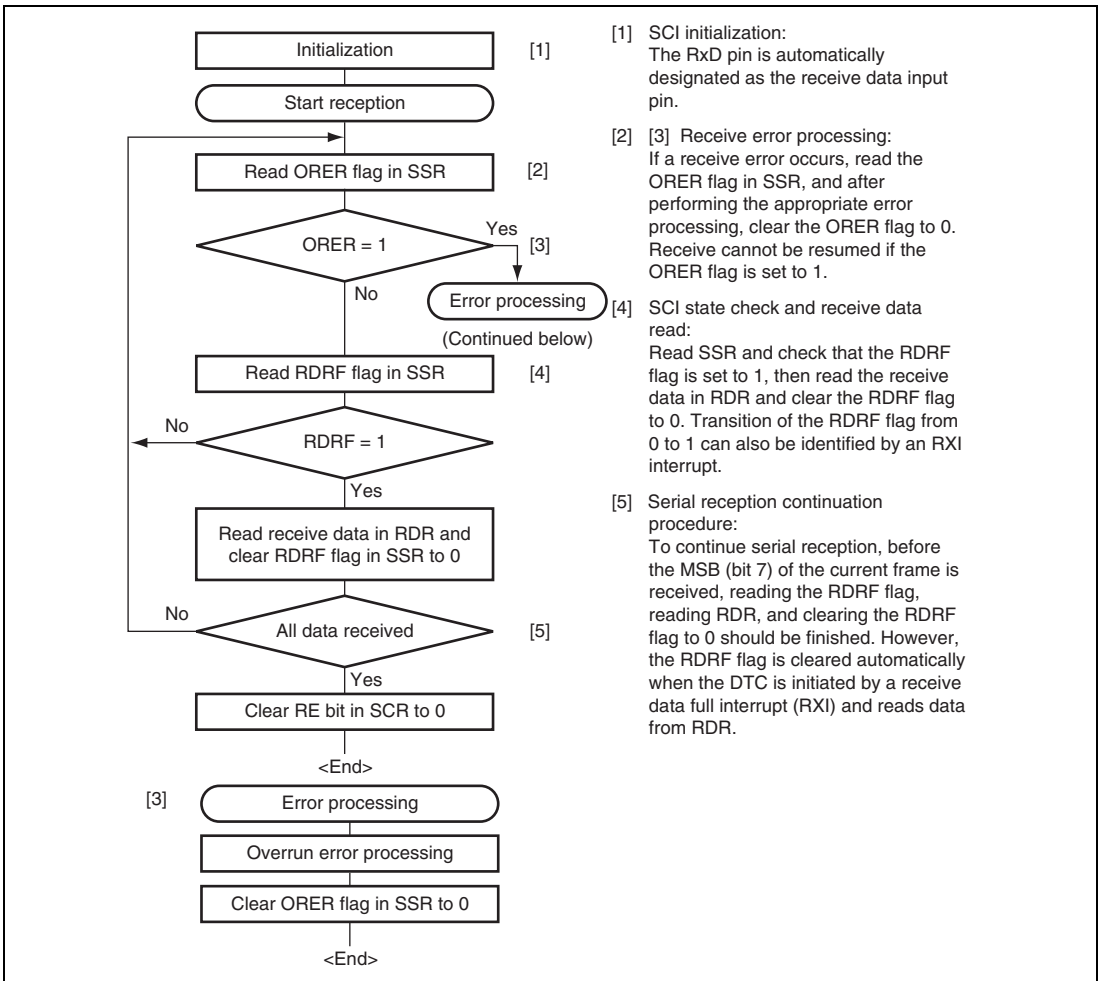 Initialization [1]
Start reception
Read ORER flag in SSR [2]
ORER = 1
Yes [3]
No
Error processing
(Continued below)
Read RDRF flag in SSR [4]
No
RDRF = 1
Yes
Read receive data in RDR and
clear RDRF flag in SSR to 0
No
All data received [5]
Yes
Clear RE bit in SCR to 0
<End>
[3] Error processing
Overrun error processing
Clear ORER flag in SSR to 0
<End>
[1] SCI initialization:
The RxD pin is automatically
designated as the receive data input
pin.
[2] [3] Receive error processing:
If a receive error occurs, read the
ORER flag in SSR, and after
performing the appropriate error
processing, clear the ORER flag to 0.
Receive cannot be resumed if the
ORER flag is set to 1.
[4] SCI state check and receive data
read:
Read SSR and check that the RDRF
flag is set to 1, then read the receive
data in RDR and clear the RDRF flag
to 0. Transition of the RDRF flag from
0 to 1 can also be identified by an RXI
interrupt.
[5] Serial reception continuation
procedure:
To continue serial reception, before
the MSB (bit 7) of the current frame is
received, reading the RDRF flag,
reading RDR, and clearing the RDRF
flag to 0 should be finished. However,
the RDRF flag is cleared automatically
when the DTC is initiated by a receive
data full interrupt (RXI) and reads data
from RDR.